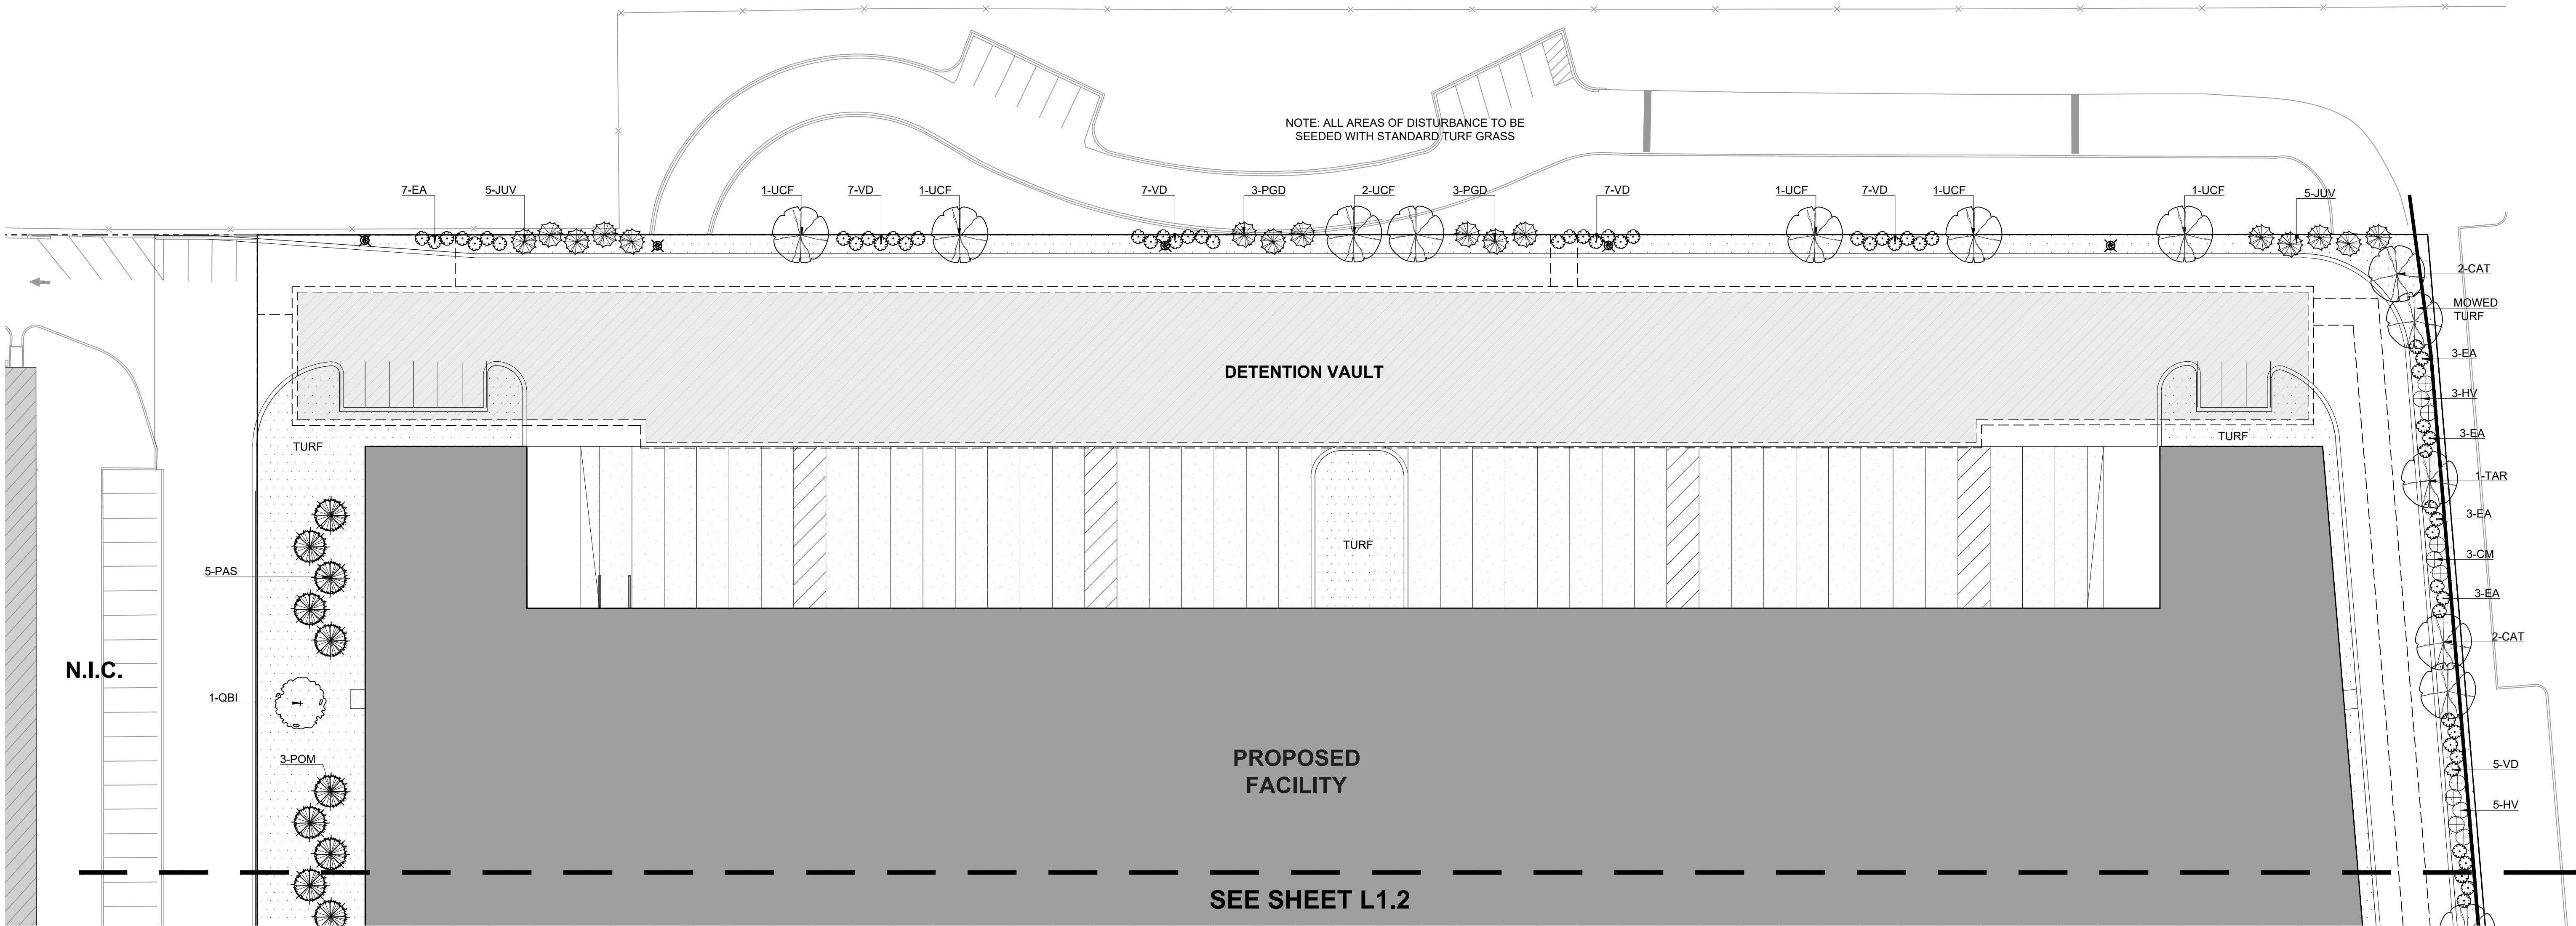 NOTE: ALL AREAS OF DISTURBANCE TO BE
SEEDED WITH STANDARD TURF GRASS
7-EA
5-JUV
1-UCF
7-VD
1-UCF
7-VD
3-PGD
2-UCF
3-PGD
7-VD
1-UCF
7-VD
1-UCF
1-UCF
5-JUV
2-CAT
MOWED
TURF
3-EA
DETENTION VAULT
3-HV
3-EA
TURF
TURF
1-TAR
3-EA
TURF
3-CM
5-PAS
3-EA
2-CAT
N.I.C.
1-QBI
3-POM
PROPOSED
FACILITY
5-VD
5-HV
SEE SHEET L1.2